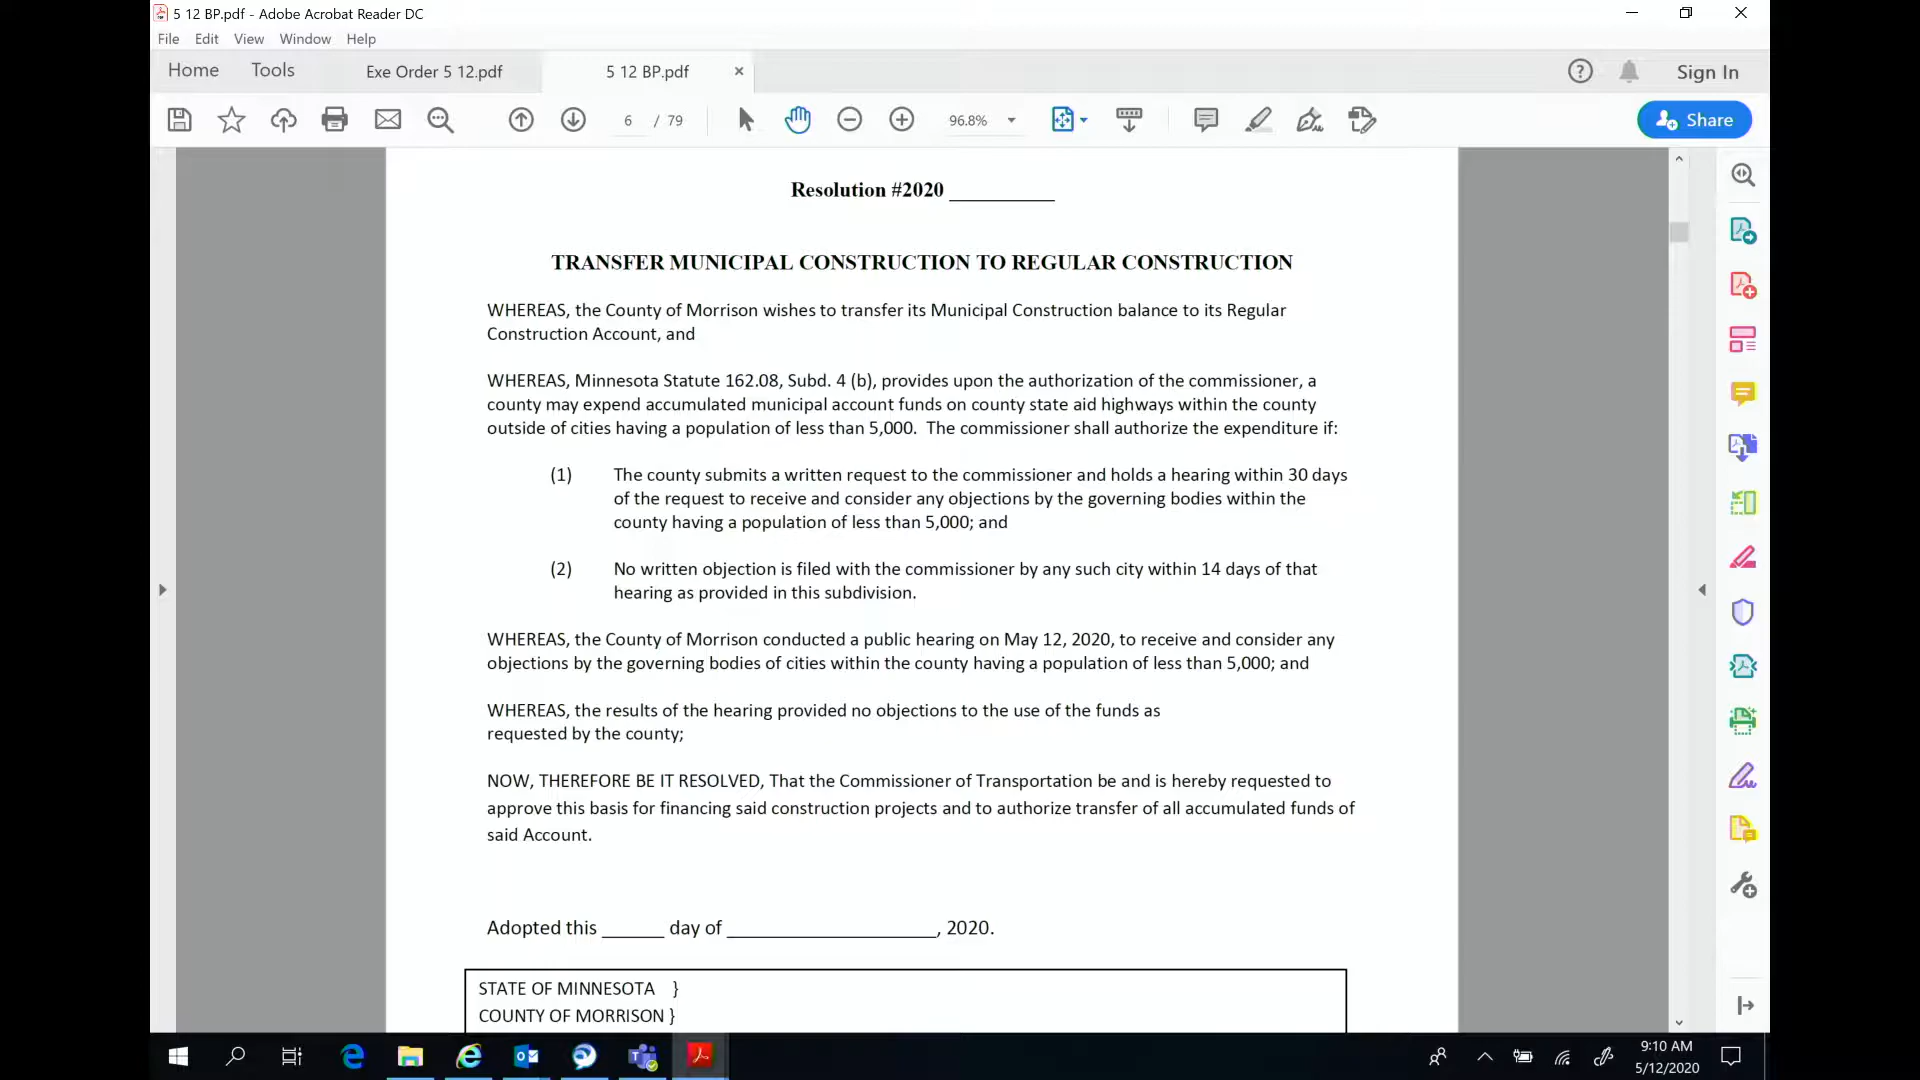 5 12 BP.pdf - Adobe Acrobat Reader DC
File Edit View Window Help
Home Tools Exe Order 5 12.pdf 5 12 BP.pdf Sign In
6 / 79 96.8% Share
Resolution #2020 __________
TRANSFER MUNICIPAL CONSTRUCTION TO REGULAR CONSTRUCTION
WHEREAS, the County of Morrison wishes to transfer its Municipal Construction balance to its Regular
Construction Account, and
WHEREAS, Minnesota Statute 162.08, Subd. 4 (b), provides upon the authorization of the commissioner, a
county may expend accumulated municipal account funds on county state aid highways within the county
outside of cities having a population of less than 5,000. The commissioner shall authorize the expenditure if:
(1) The county submits a written request to the commissioner and holds a hearing within 30 days
of the request to receive and consider any objections by the governing bodies within the
county having a population of less than 5,000; and
(2) No written objection is filed with the commissioner by any such city within 14 days of that
hearing as provided in this subdivision.
WHEREAS, the County of Morrison conducted a public hearing on May 12, 2020, to receive and consider any
objections by the governing bodies of cities within the county having a population of less than 5,000; and
WHEREAS, the results of the hearing provided no objections to the use of the funds as
requested by the county;
NOW, THEREFORE BE IT RESOLVED, That the Commissioner of Transportation be and is hereby requested to
approve this basis for financing said construction projects and to authorize transfer of all accumulated funds of
said Account.
Adopted this ______ day of ____________________, 2020.
STATE OF MINNESOTA }
COUNTY OF MORRISON }
9:10 AM
5/12/2020